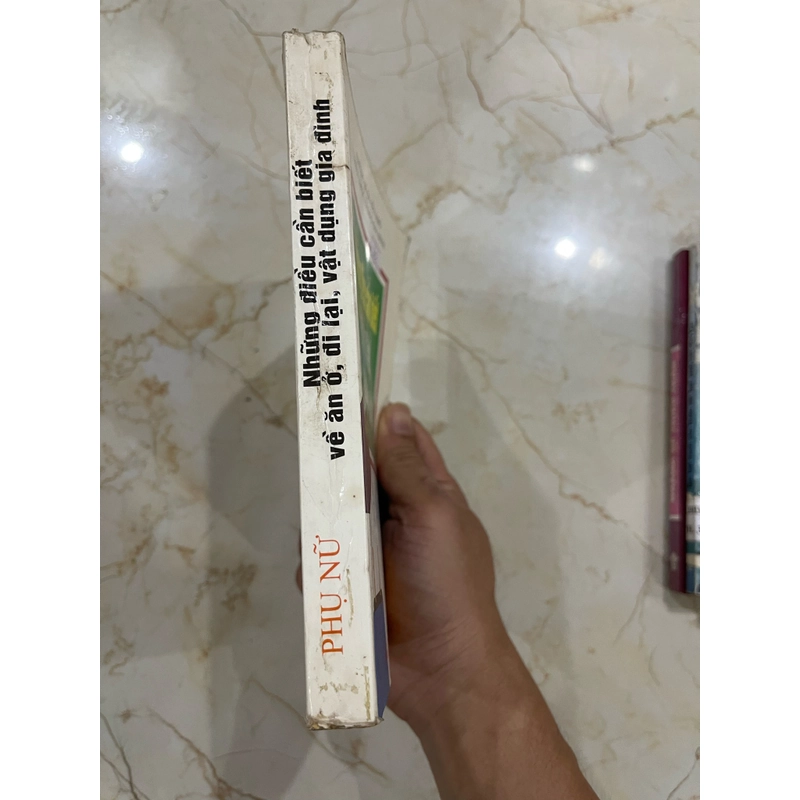 Những điều cần biết
về ăn ở, đi lại, vật dụng gia đình
PHỤ NỮ